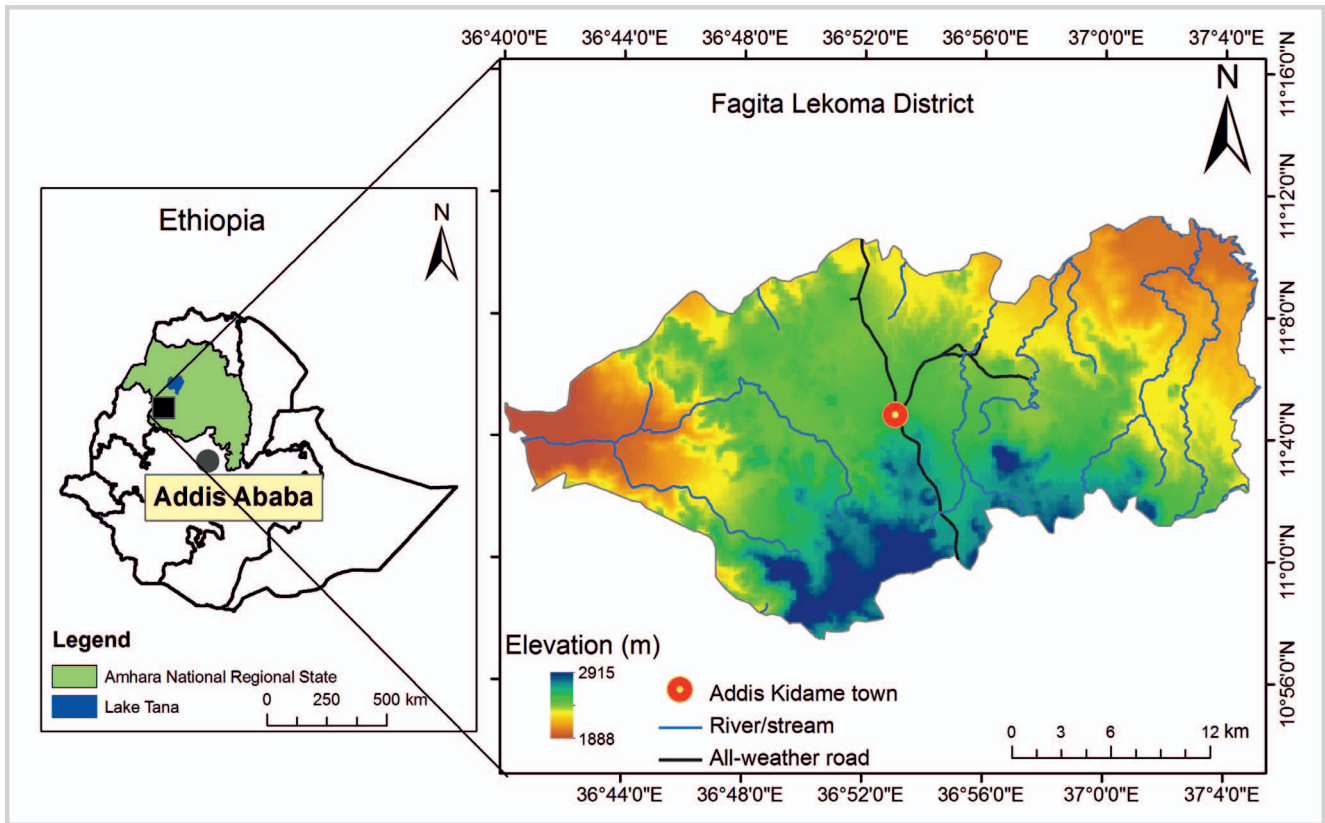 Ethiopia
N
Addis Ababa
Legend
Amhara National Regional State
Lake Tana
0 250 500 km
36°40'0"E 36°44'0"E 36°48'0"E 36°52'0"E 36°56'0"E 37°0'0"E 37°4'0"E
Fagita Lekoma District
N
11°16'0"N
11°12'0"N
11°8'0"N
11°4'0"N
11°0'0"N
10°56'0"N
Elevation (m)
2915
1888
Addis Kidame town
River/stream
All-weather road
0 3 6 12 km
36°44'0"E 36°48'0"E 36°52'0"E 36°56'0"E 37°0'0"E 37°4'0"E